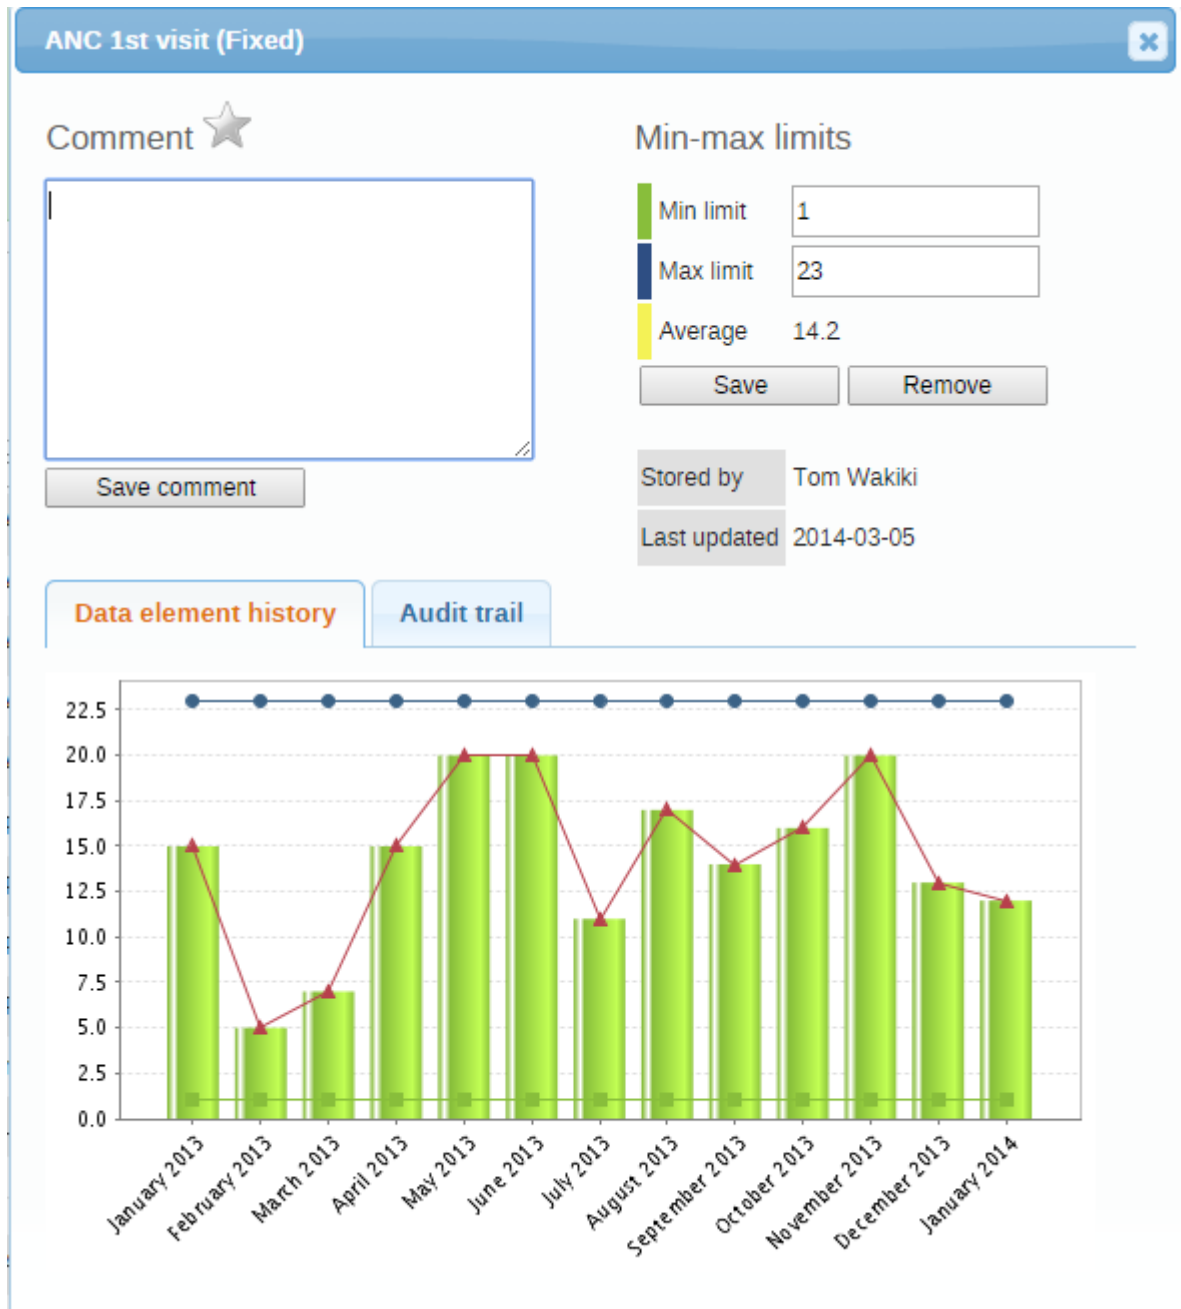 ANC 1st visit (Fixed)
Comment
Min-max limits
Min limit 1
Max limit 23
Average 14.2
Save Remove
Save comment
Stored by Tom Wakiki
Last updated 2014-03-05
Data element history Audit trail
22.5
20.0
17.5
15.0
12.5
10.0
7.5
5.0
2.5
0.0
January 2013
February 2013
March 2013
April 2013
May 2013
June 2013
July 2013
August 2013
September 2013
October 2013
November 2013
December 2013
January 2014